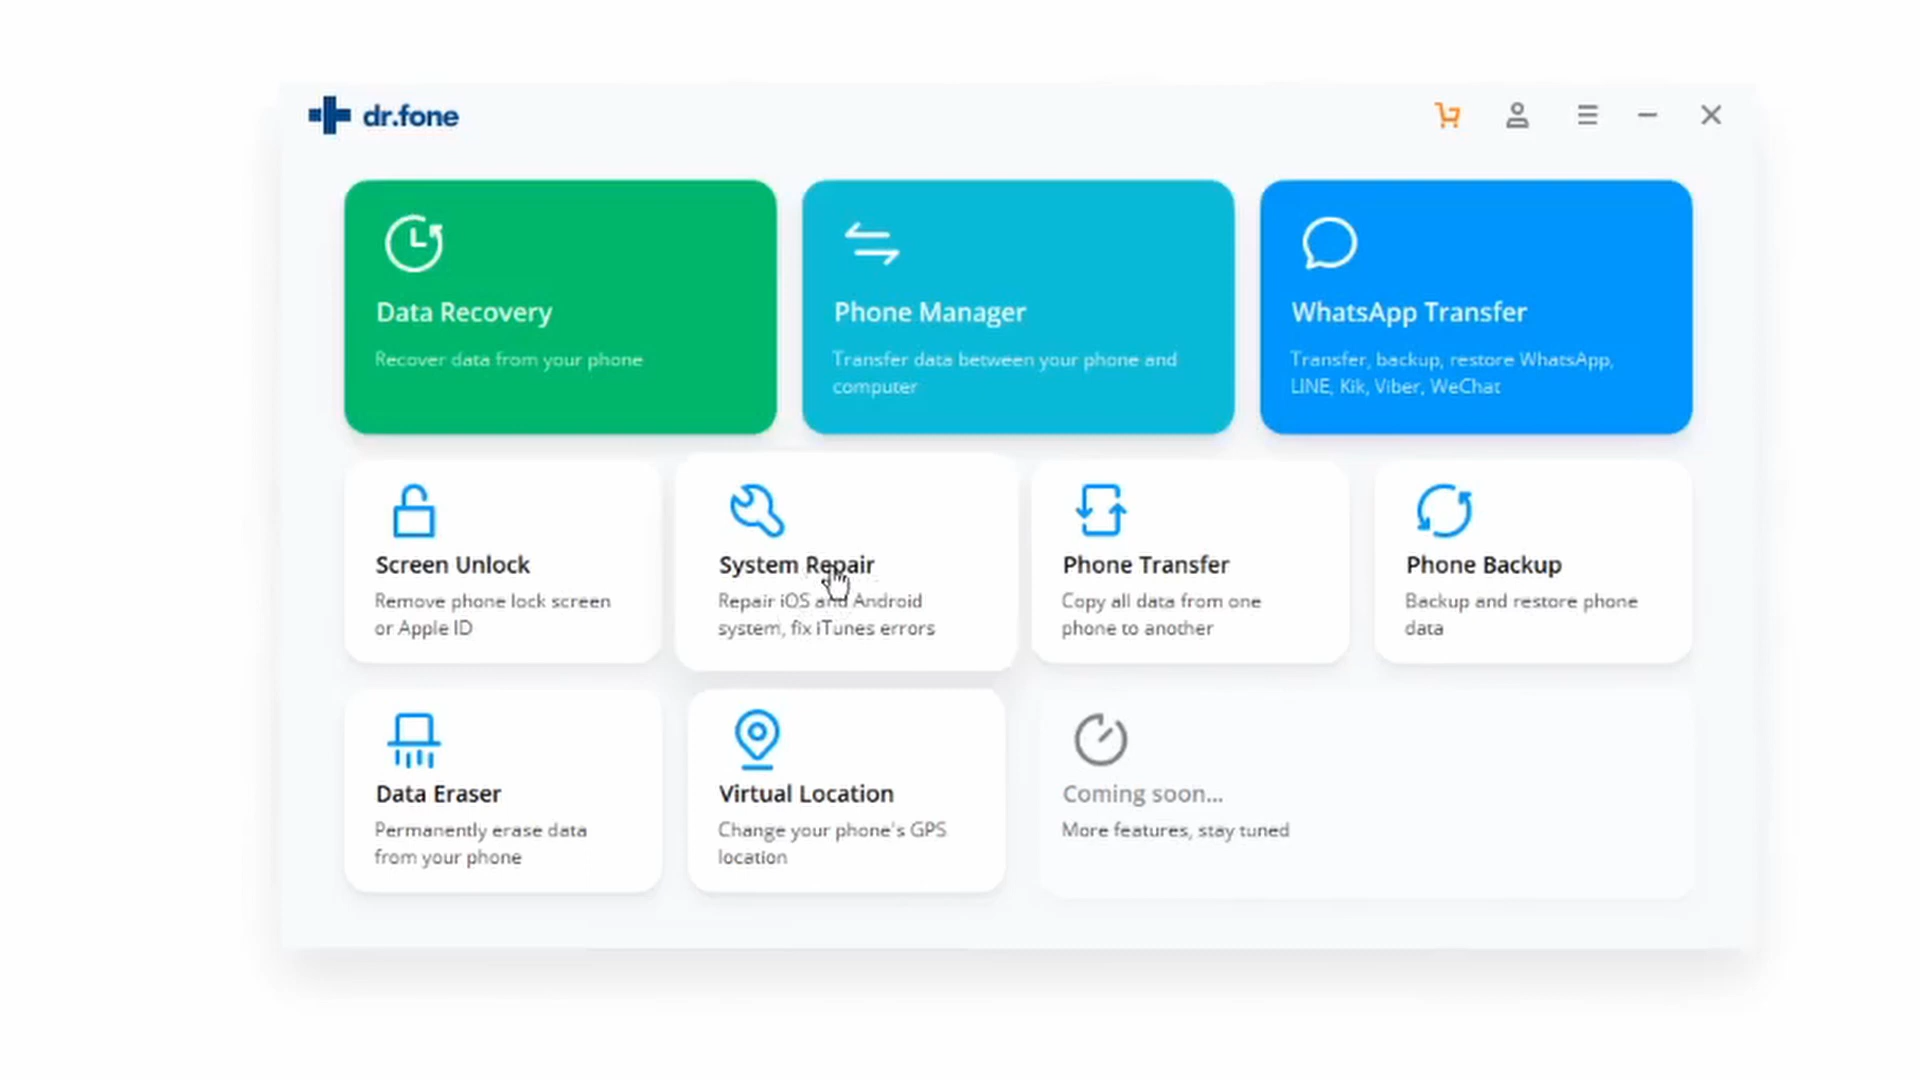 dr.fone
Data Recovery
Recover data from your phone
Phone Manager
Transfer data between your phone and
computer
WhatsApp Transfer
Transfer, backup, restore WhatsApp,
LINE, Kik, Viber, WeChat
Screen Unlock
Remove phone lock screen
or Apple ID
System Repair
Repair iOS and Android
system, fix iTunes errors
Phone Transfer
Copy all data from one
phone to another
Phone Backup
Backup and restore phone
data
Data Eraser
Permanently erase data
from your phone
Virtual Location
Change your phone's GPS
location
Coming soon...
More features, stay tuned